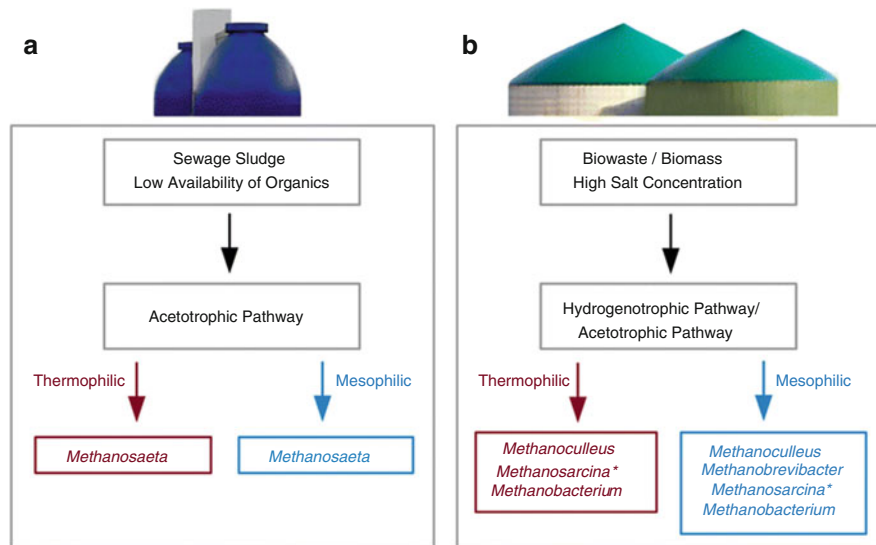 a
Sewage Sludge
Low Availability of Organics
Acetotrophic Pathway
Thermophilic
Mesophilic
Methanosaeta
Methanosaeta
b
Biowaste / Biomass
High Salt Concentration
Hydrogenotrophic Pathway/
Acetotrophic Pathway
Thermophilic
Mesophilic
Methanoculleus
Methanosarcina*
Methanobacterium
Methanoculleus
Methanobrevibacter
Methanosarcina*
Methanobacterium